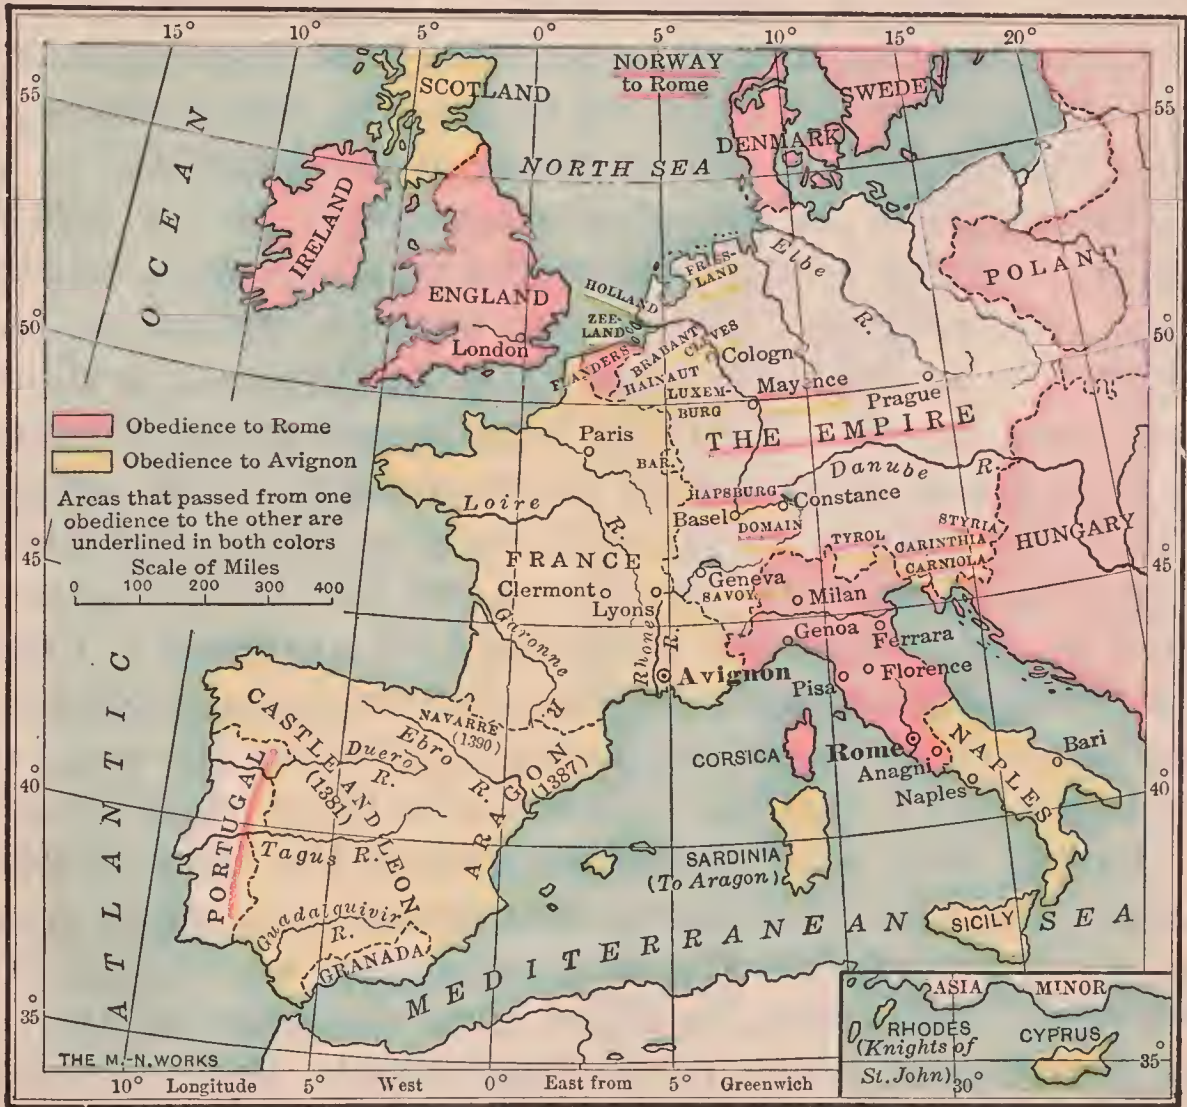 15° 10° 5° 0° 5° 10° 15° 20°
55°
50°
45°
40°
35°
55°
50°
45°
40°
OCEAN
SCOTLAND
NORWAY
to Rome
SWEDE
DENMARK
NORTH SEA
IRELAND
ENGLAND
London
HOLLAND
FRIES-
LAND
Elbe R.
POLAND
ZEE-
LAND
FLANDERS
BRABANT
CLEVES
HAINAUT
Cologn
LUXEM-
BURG
Mayence
Prague
THE EMPIRE
Obedience to Rome
Obedience to Avignon
Areas that passed from one
obedience to the other are
underlined in both colors
Scale of Miles
0 100 200 300 400
Paris
BAR.
Danube R.
Loire R.
HAPSBURG
DOMAIN
Constance
Basel
TYROL
STYRIA
CARINTHIA
CARNIOLA
HUNGARY
FRANCE
Clermont
Lyons
Geneva
SAVOY
Milan
Garonne R.
Rhone R.
Genoa
Ferrara
Avignon
Florence
Pisa
ATLANTIC
CASTLE AND LEON
(1381)
NAVARRE
(1390)
Ebro R.
Duero R.
ARAGON
(1387)
PORTUGAL
Tagus R.
Guadalquivir
R.
GRANADA
CORSICA
Rome
Anagni
NAPLES
Bari
Naples
SARDINIA
(To Aragon)
SICILY
MEDITERRANEAN SEA
ASIA MINOR
RHODES
(Knights of
St. John)
CYPRUS
30°
35°
THE M.-N. WORKS
10° Longitude 5° West 0° East from 5° Greenwich